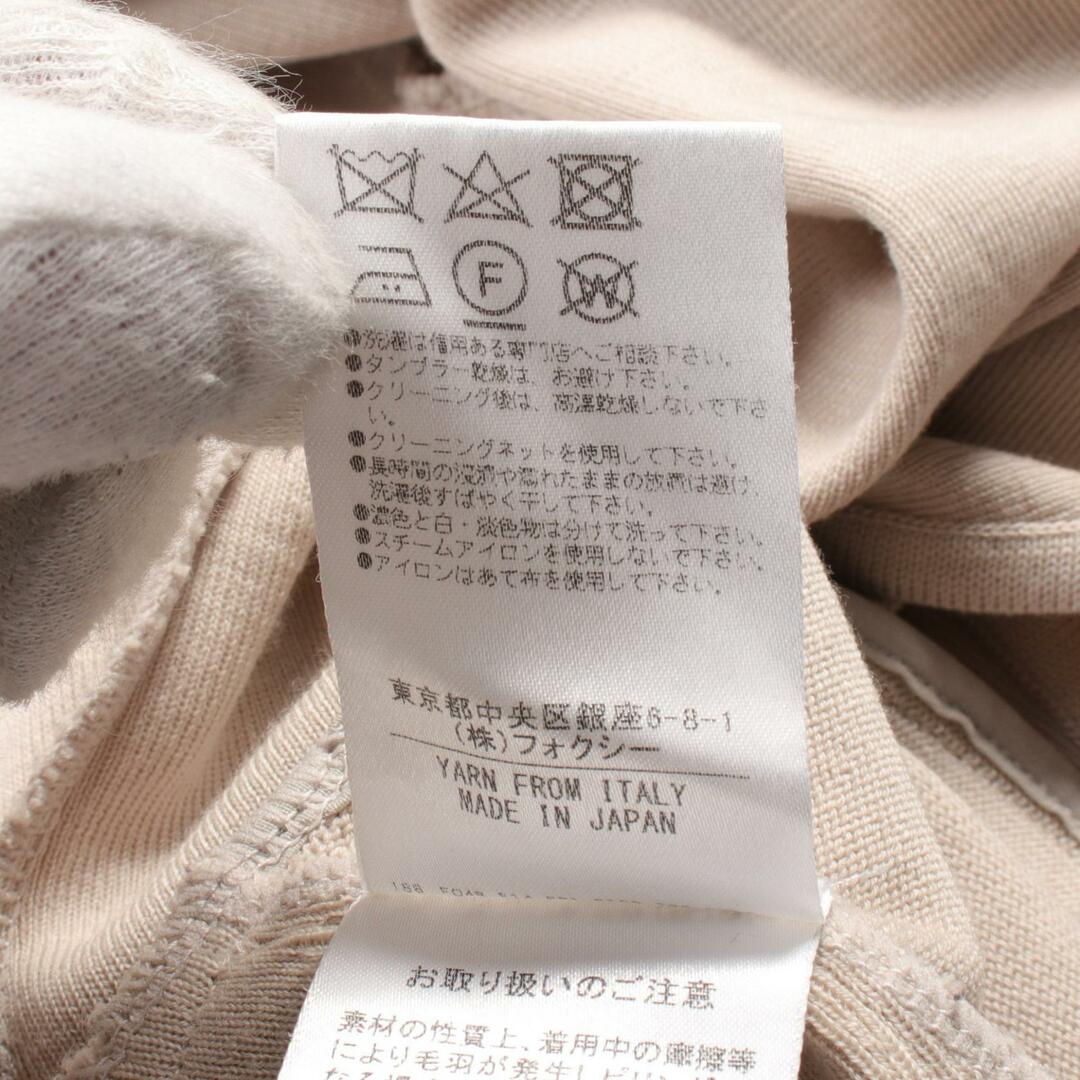 F
W
●洗濯は信用ある専門店へご相談下さい。
●タンブラー乾燥は、お避け下さい。
●クリーニング後は、高温乾燥しないで下さ
い。
●クリーニングネットを使用して下さい。
●長時間の浸漬や濡れたままの放置は避け、
洗濯後すばやく干して下さい。
●濃色と白・淡色物は分けて洗って下さい。
●スチームアイロンを使用しないで下さい。
●アイロンはあて布を使用して下さい。
東京都中央区銀座6-8-1
(株)フォクシー
YARN FROM ITALY
MADE IN JAPAN
お取り扱いのご注意
素材の性質上、着用中の摩擦等
により毛羽が発生しピリング